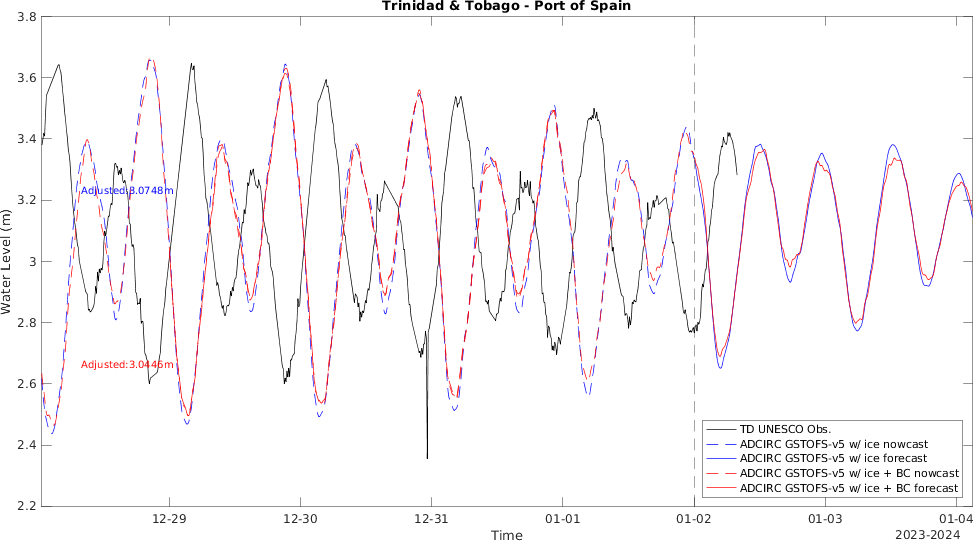 Trinidad & Tobago - Port of Spain
3.8
3.6
3.4
3.2
3
2.8
2.6
2.4
2.2
Water Level (m)
Adjusted:3.0748m
Adjusted:3.0446m
TD UNESCO Obs.
ADCIRC GSTOFS-v5 w/ ice nowcast
ADCIRC GSTOFS-v5 w/ ice forecast
ADCIRC GSTOFS-v5 w/ ice + BC nowcast
ADCIRC GSTOFS-v5 w/ ice + BC forecast
12-29 12-30 12-31 01-01 01-02 01-03 01-04
Time
2023-2024